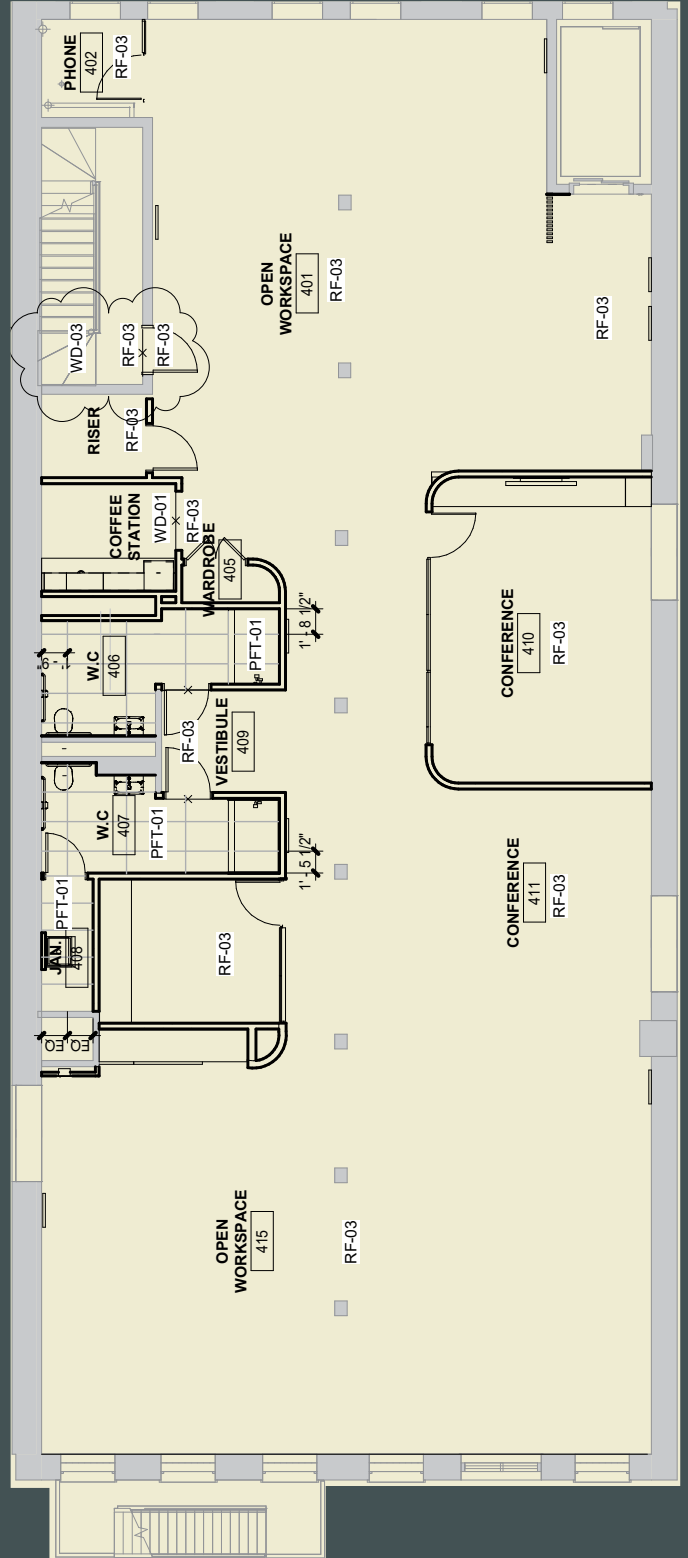 PHONE
402
RF-03
OPEN
WORKSPACE
401
RF-03
RF-03
WD-03
RF-03
RF-03
RISER
RF-03
COFFEE
STATION
WD-01
RF-03
WARDROBE
405
1' - 8 1/2"
PFT-01
W.C
406
CONFERENCE
410
RF-03
RF-03
VESTIBULE
409
W.C
407
PFT-01
1' - 5 1/2"
CONFERENCE
411
RF-03
PFT-01
JAN.
408
RF-03
EQ
EQ
OPEN
WORKSPACE
415
RF-03